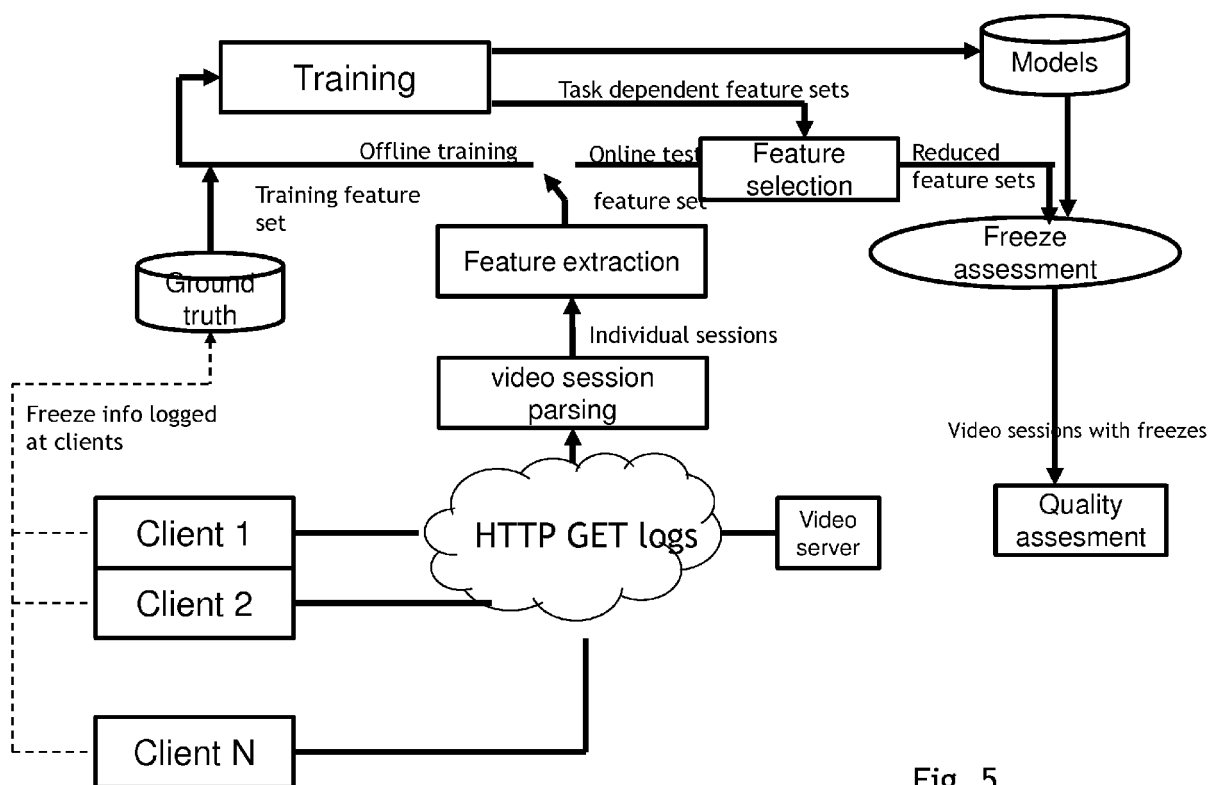 Training
Models
Task dependent feature sets
Offline training
Online test
feature set
Feature
selection
Reduced
feature sets
Training feature
set
Feature extraction
Freeze
assessment
Ground
truth
Individual sessions
video session
parsing
Freeze info logged
at clients
Video sessions with freezes
Client 1
HTTP GET logs
Video
server
Quality
assesment
Client 2
Client N
Fig. 5